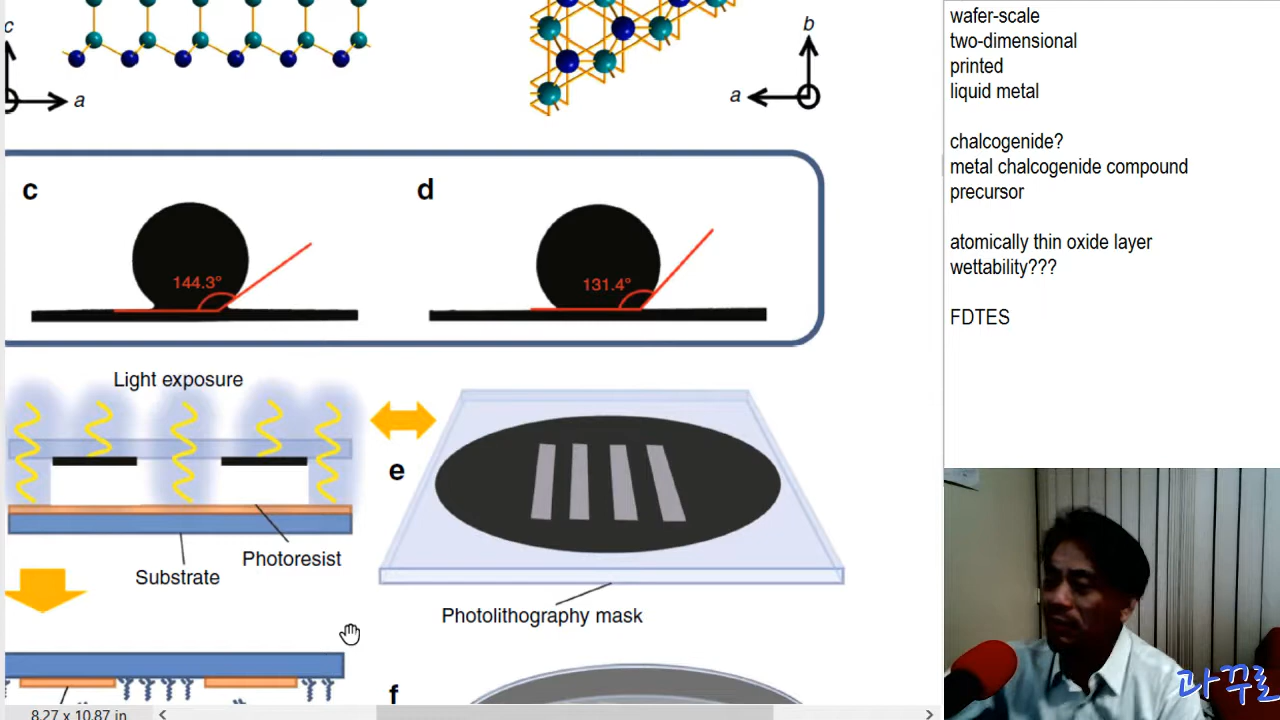 c
a
b
a
c
144.3°
d
131.4°
Light exposure
e
Photoresist
Substrate
Photolithography mask
f
8.27 x 10.87 in
wafer-scale
two-dimensional
printed
liquid metal
chalcogenide?
metal chalcogenide compound
precursor
atomically thin oxide layer
wettability???
FDTES
과꾸로